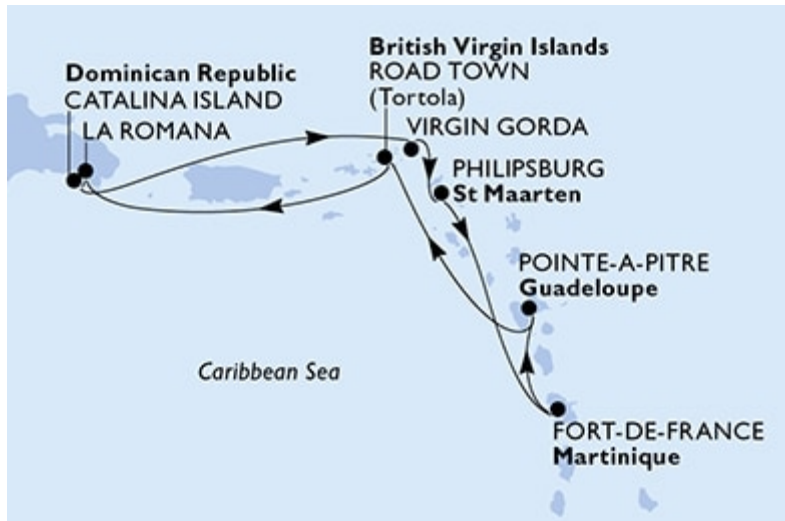 Dominican Republic
CATALINA ISLAND
LA ROMANA
British Virgin Islands
ROAD TOWN
(Tortola)
VIRGIN GORDA
PHILIPSBURG
St Maarten
POINTE-A-PITRE
Guadeloupe
Caribbean Sea
FORT-DE-FRANCE
Martinique